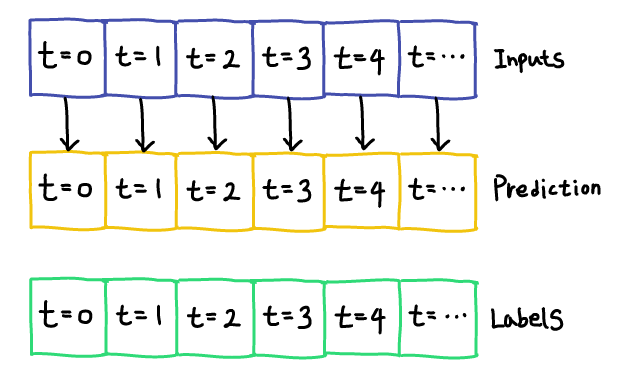 t=0 t=1 t=2 t=3 t=4 t=... Inputs
t=0 t=1 t=2 t=3 t=4 t=... Prediction
t=0 t=1 t=2 t=3 t=4 t=... Labels